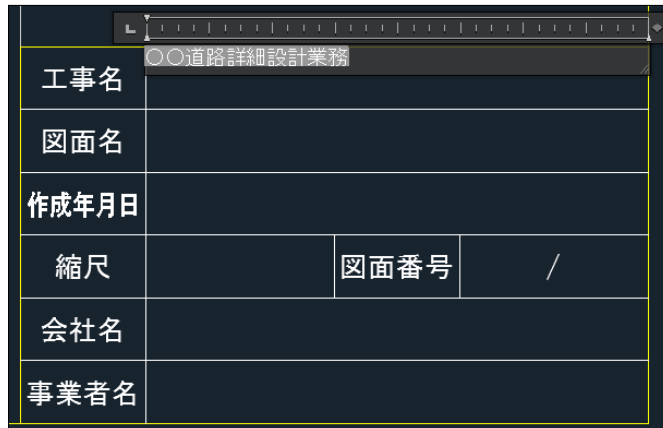 〇〇道路詳細設計業務
工事名
図面名
作成年月日
縮尺 図面番号 /
会社名
事業者名